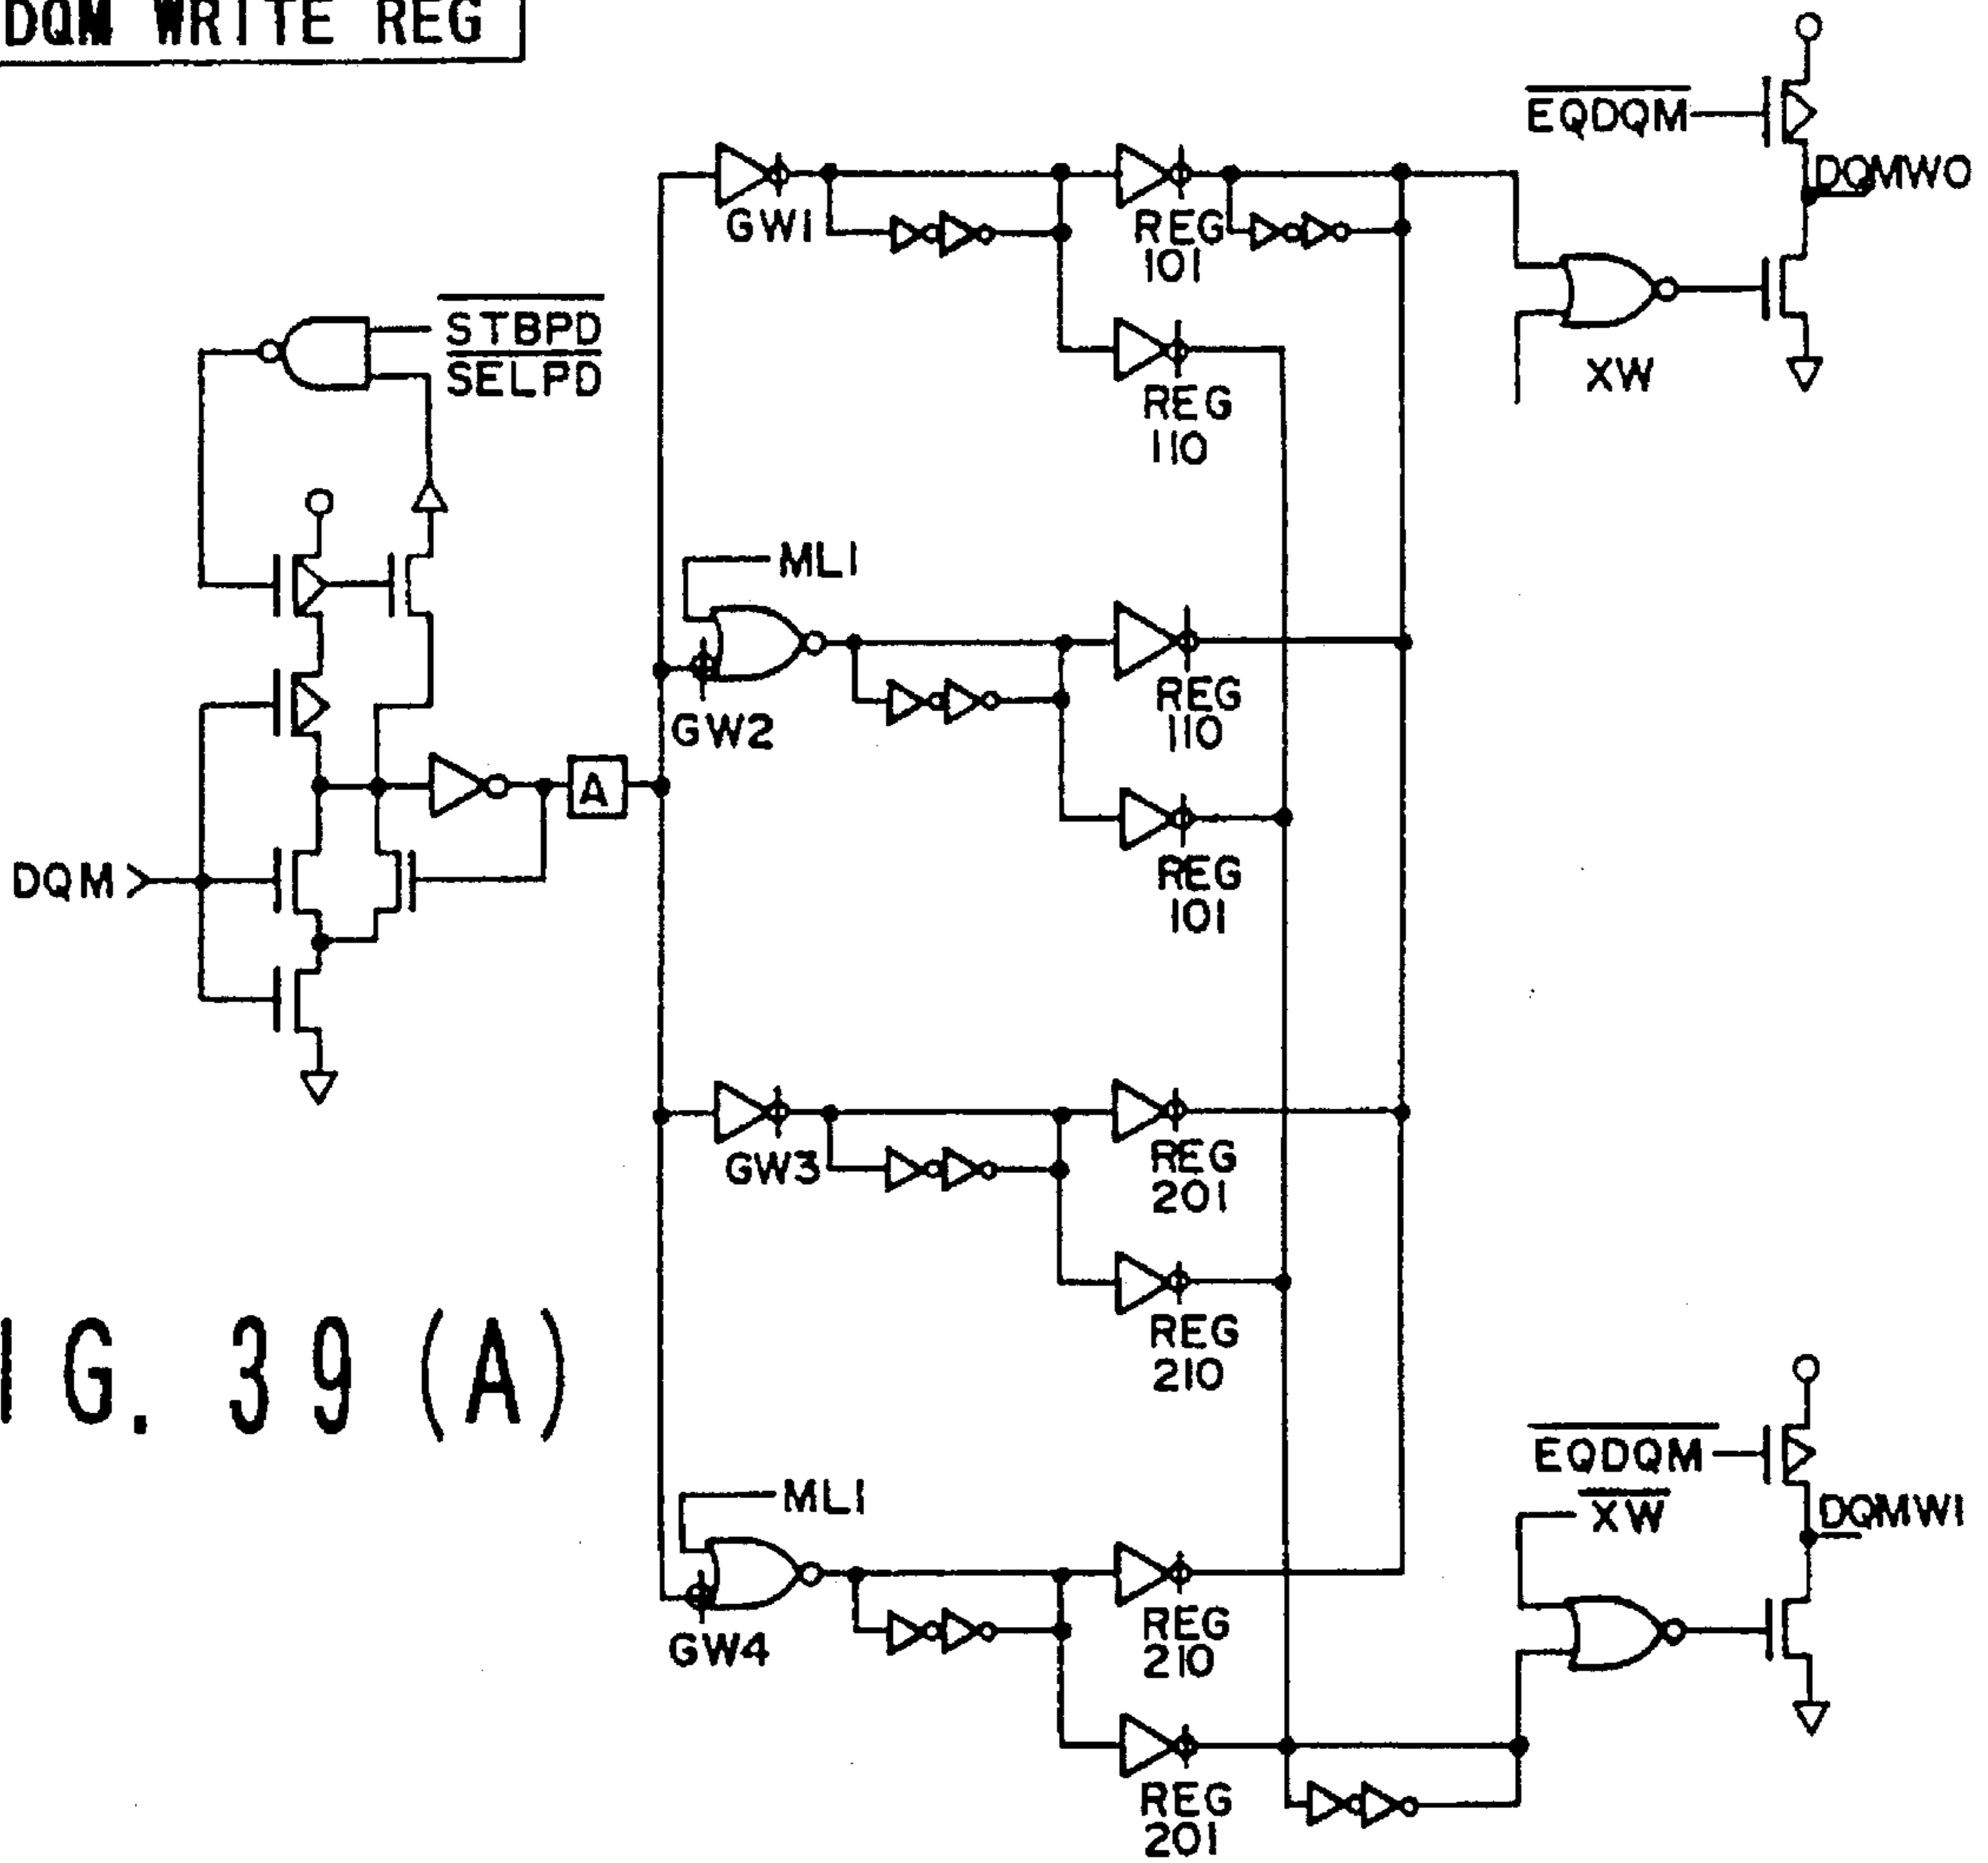 DQM WRITE REG
EQDQM
DQMW0
GW1
REG
101
STBPD
SELPD
XW
REG
110
ML1
GW2
REG
110
A
DQM
REG
101
GW3
REG
201
REG
210
IG. 39 (A)
EQDQM
ML1
XW
DQMW1
GW4
REG
210
REG
201